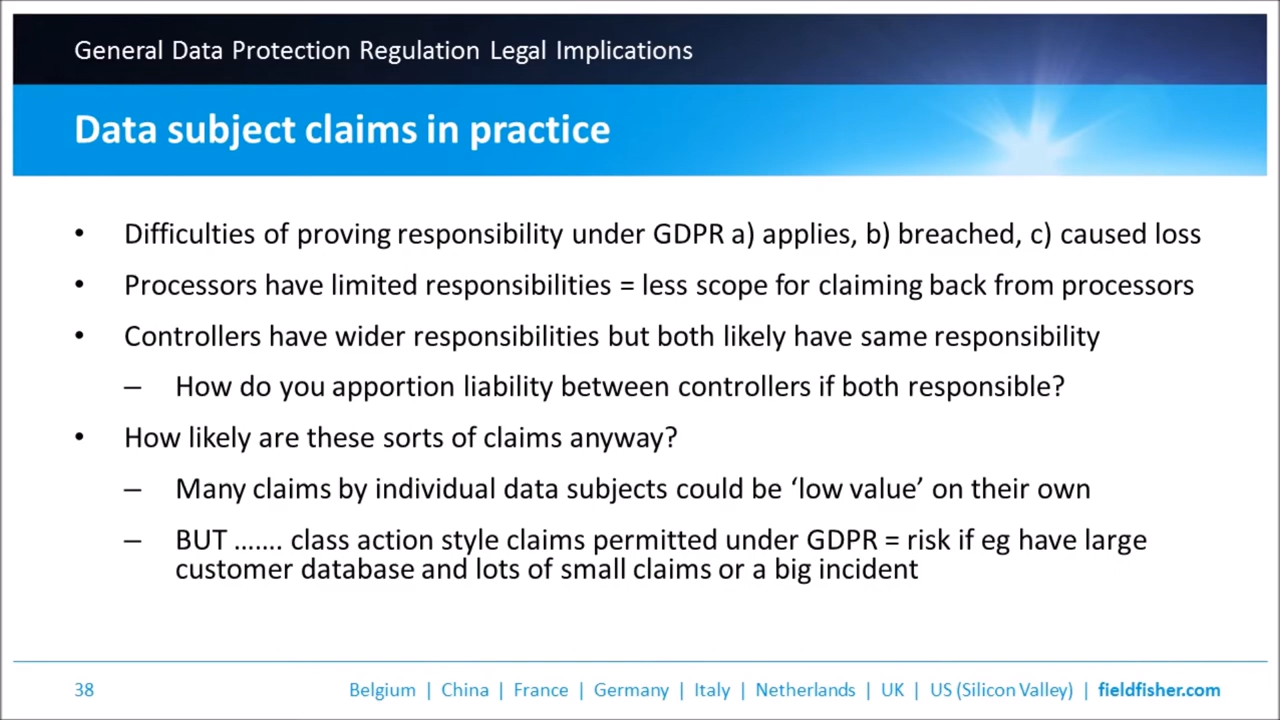 General Data Protection Regulation Legal Implications
Data subject claims in practice
• Difficulties of proving responsibility under GDPR a) applies, b) breached, c) caused loss
• Processors have limited responsibilities = less scope for claiming back from processors
• Controllers have wider responsibilities but both likely have same responsibility
– How do you apportion liability between controllers if both responsible?
• How likely are these sorts of claims anyway?
– Many claims by individual data subjects could be ‘low value’ on their own
– BUT ……. class action style claims permitted under GDPR = risk if eg have large
customer database and lots of small claims or a big incident
38 Belgium | China | France | Germany | Italy | Netherlands | UK | US (Silicon Valley) | fieldfisher.com